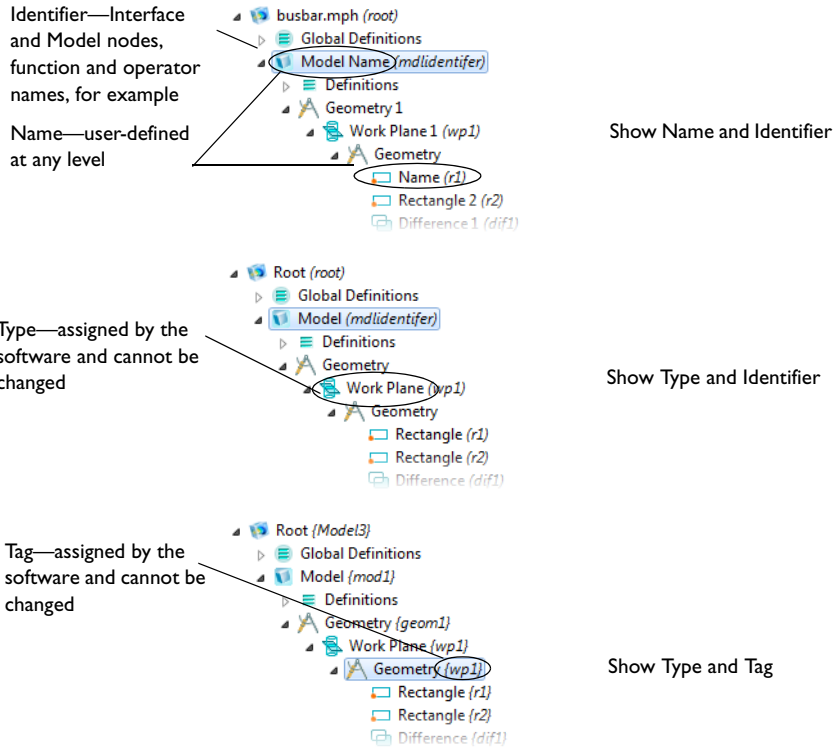 Identifier—Interface
and Model nodes,
function and operator
names, for example
Name—user-defined
at any level
busbar.mph (root)
Global Definitions
Model Name (mdlidentifer)
Definitions
Geometry 1
Work Plane 1 (wp1)
Geometry
Name (r1)
Rectangle 2 (r2)
Difference 1 (dif1)
Show Name and Identifier
Type—assigned by the
software and cannot be
changed
Root (root)
Global Definitions
Model (mdlidentifer)
Definitions
Geometry
Work Plane (wp1)
Geometry
Rectangle (r1)
Rectangle (r2)
Difference (dif1)
Show Type and Identifier
Tag—assigned by the
software and cannot be
changed
Root {Model3}
Global Definitions
Model {mod1}
Definitions
Geometry {geom1}
Work Plane {wp1}
Geometry {wp1}
Rectangle {r1}
Rectangle {r2}
Difference {dif1}
Show Type and Tag